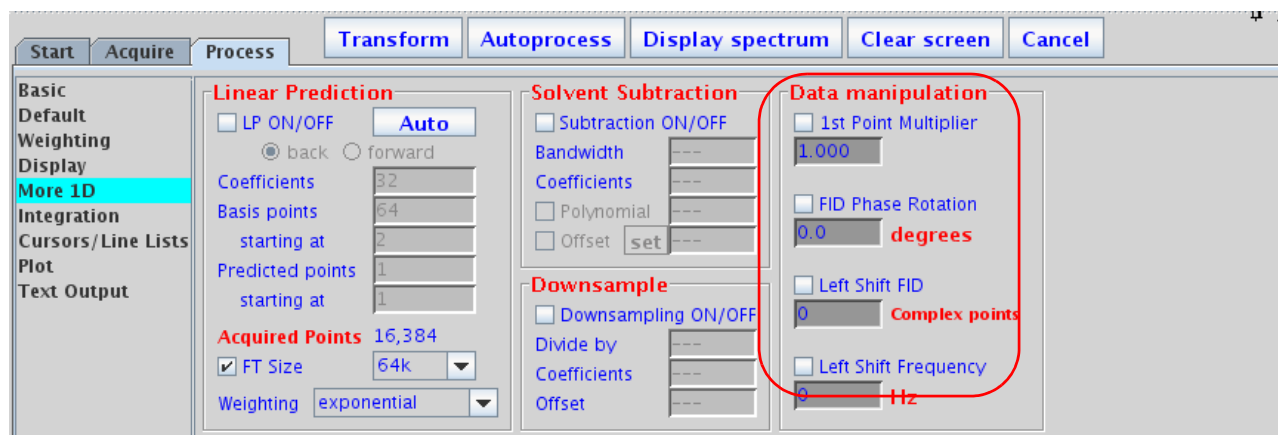 Start Acquire Process Transform Autoprocess Display spectrum Clear screen Cancel
Basic
Default
Weighting
Display
More 1D
Integration
Cursors/Line Lists
Plot
Text Output
Linear Prediction
LP ON/OFF Auto
back forward
Coefficients 32
Basis points 64
starting at 2
Predicted points 1
starting at 1
Acquired Points 16,384
FT Size 64k
Weighting exponential
Solvent Subtraction
Subtraction ON/OFF
Bandwidth ---
Coefficients ---
Polynomial ---
Offset set ---
Downsample
Downsampling ON/OFF
Divide by ---
Coefficients ---
Offset ---
Data manipulation
1st Point Multiplier
1.000
FID Phase Rotation
0.0 degrees
Left Shift FID
0 Complex points
Left Shift Frequency
0 Hz